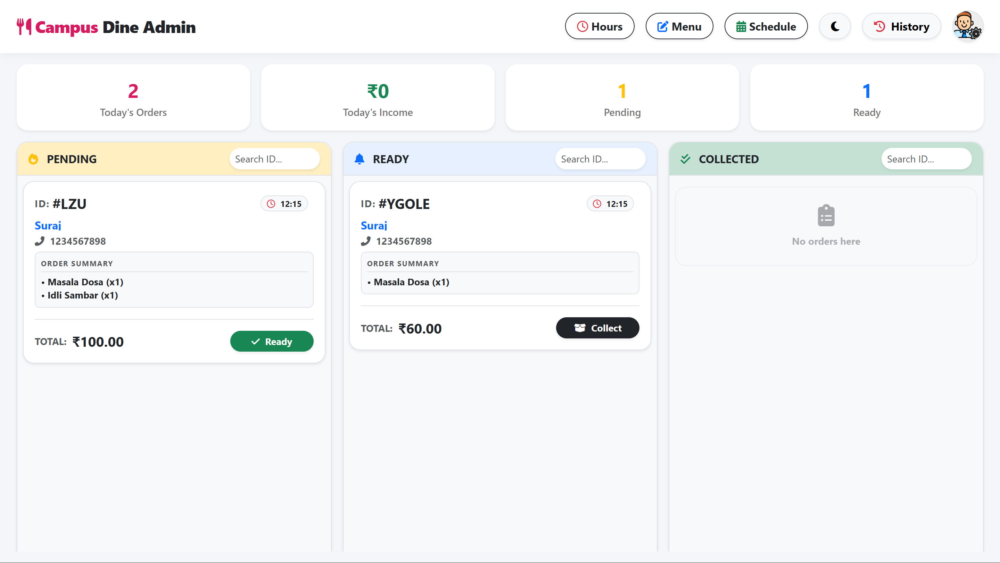 Campus Dine Admin
Hours
Menu
Schedule
History
2
Today's Orders
₹0
Today's Income
1
Pending
1
Ready
PENDING
Search ID...
ID: #LZU
12:15
Suraj
1234567898
ORDER SUMMARY
• Masala Dosa (x1)
• Idli Sambar (x1)
TOTAL: ₹100.00
Ready
READY
Search ID...
ID: #YGOLE
12:15
Suraj
1234567898
ORDER SUMMARY
• Masala Dosa (x1)
TOTAL: ₹60.00
Collect
COLLECTED
Search ID...
No orders here